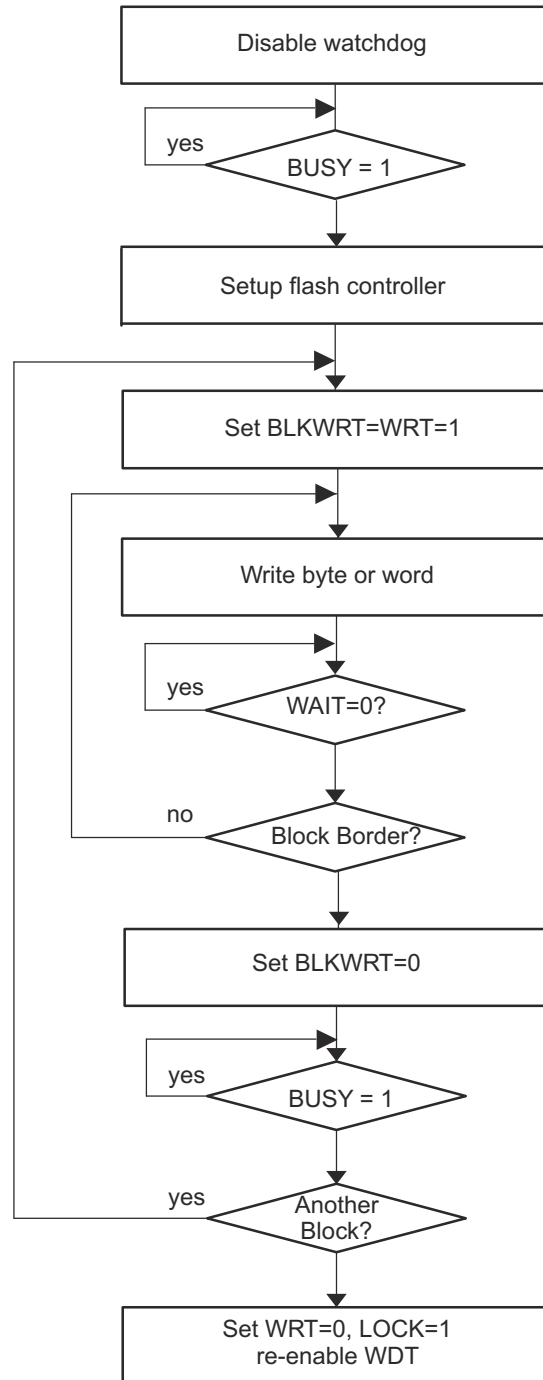 Disable watchdog
yes
BUSY = 1
Setup flash controller
Set BLKWRT=WRT=1
Write byte or word
yes
WAIT=0?
no
Block Border?
Set BLKWRT=0
yes
BUSY = 1
yes
Another
Block?
Set WRT=0, LOCK=1
re-enable WDT